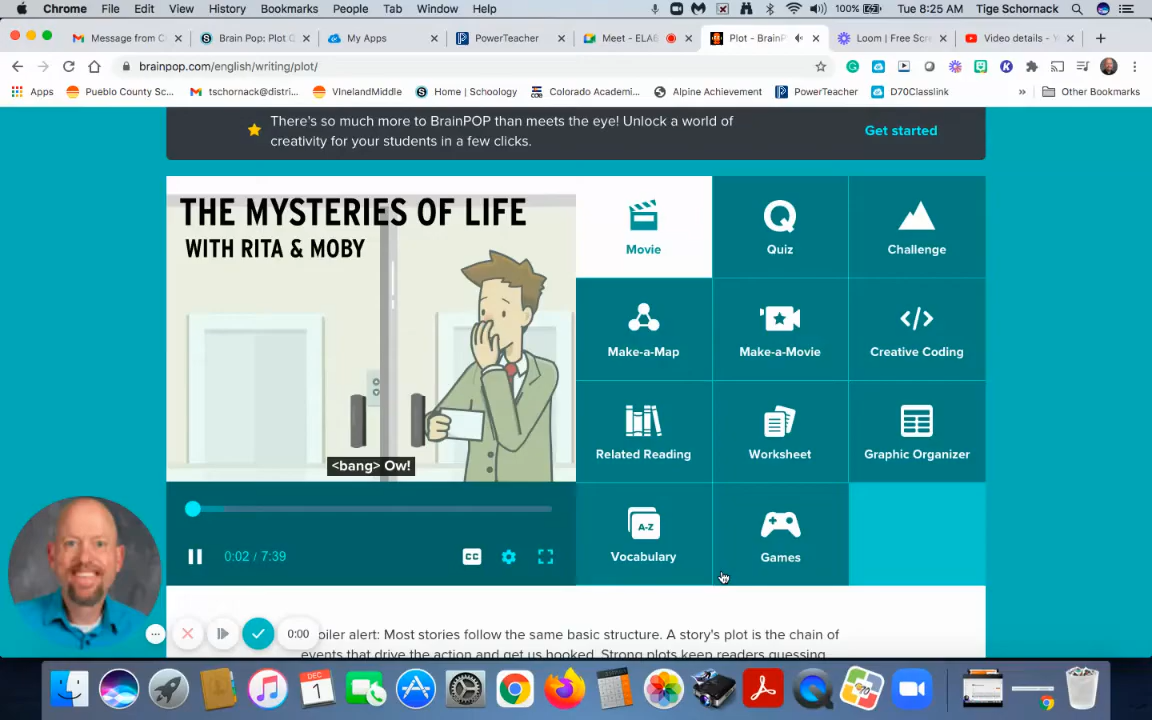 Chrome File Edit View History Bookmarks People Tab Window Help 100% Tue 8:25 AM Tige Schornack
Message from C Brain Pop: Plot G My Apps PowerTeacher Meet - ELA8 Plot - BrainP Loom | Free Scr Video details - Y
brainpop.com/english/writing/plot/
Apps Pueblo County Sc... tschornack@distri... VinelandMiddle Home | Schoology Colorado Academi... Alpine Achievement PowerTeacher D70Classlink » Other Bookmarks
There's so much more to BrainPOP than meets the eye! Unlock a world of
creativity for your students in a few clicks.
Get started
THE MYSTERIES OF LIFE
WITH RITA & MOBY
<bang> Ow!
0:02 / 7:39
CC
Movie
Quiz
Challenge
Make-a-Map
Make-a-Movie
Creative Coding
Related Reading
Worksheet
Graphic Organizer
A-Z
Vocabulary
Games
0:00
oiler alert: Most stories follow the same basic structure. A story's plot is the chain of
events that drive the action and get us hooked. Strong plots keep readers guessing,
DEC
1